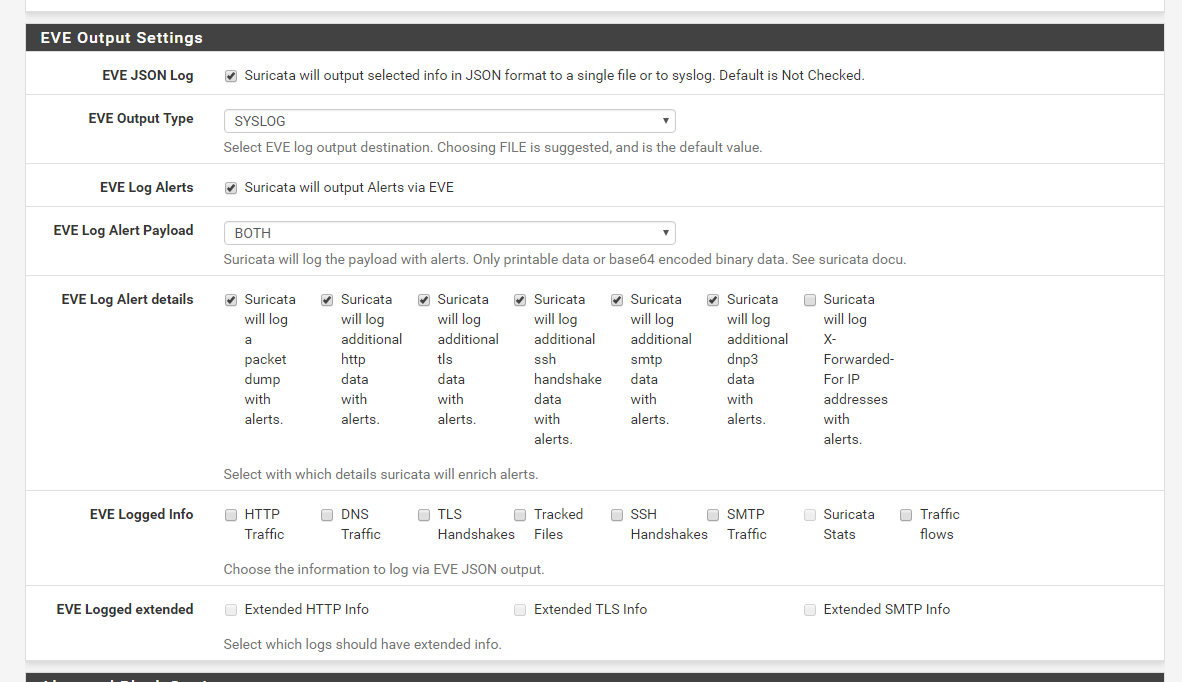 EVE Output Settings
EVE JSON Log
Suricata will output selected info in JSON format to a single file or to syslog. Default is Not Checked.
EVE Output Type
SYSLOG
Select EVE log output destination. Choosing FILE is suggested, and is the default value.
EVE Log Alerts
Suricata will output Alerts via EVE
EVE Log Alert Payload
BOTH
Suricata will log the payload with alerts. Only printable data or base64 encoded binary data. See suricata docu.
EVE Log Alert details
Suricata
will log
a
packet
dump
with
alerts.
Suricata
will log
additional
http
data
with
alerts.
Suricata
will log
additional
tls
data
with
alerts.
Suricata
will log
additional
ssh
handshake
data
with
alerts.
Suricata
will log
additional
smtp
data
with
alerts.
Suricata
will log
additional
dnp3
data
with
alerts.
Suricata
will log
X-
Forwarded-
For IP
addresses
with
alerts.
Select with which details suricata will enrich alerts.
EVE Logged Info
HTTP
Traffic
DNS
Traffic
TLS
Handshakes
Tracked
Files
SSH
Handshakes
SMTP
Traffic
Suricata
Stats
Traffic
flows
Choose the information to log via EVE JSON output.
EVE Logged extended
Extended HTTP Info
Extended TLS Info
Extended SMTP Info
Select which logs should have extended info.